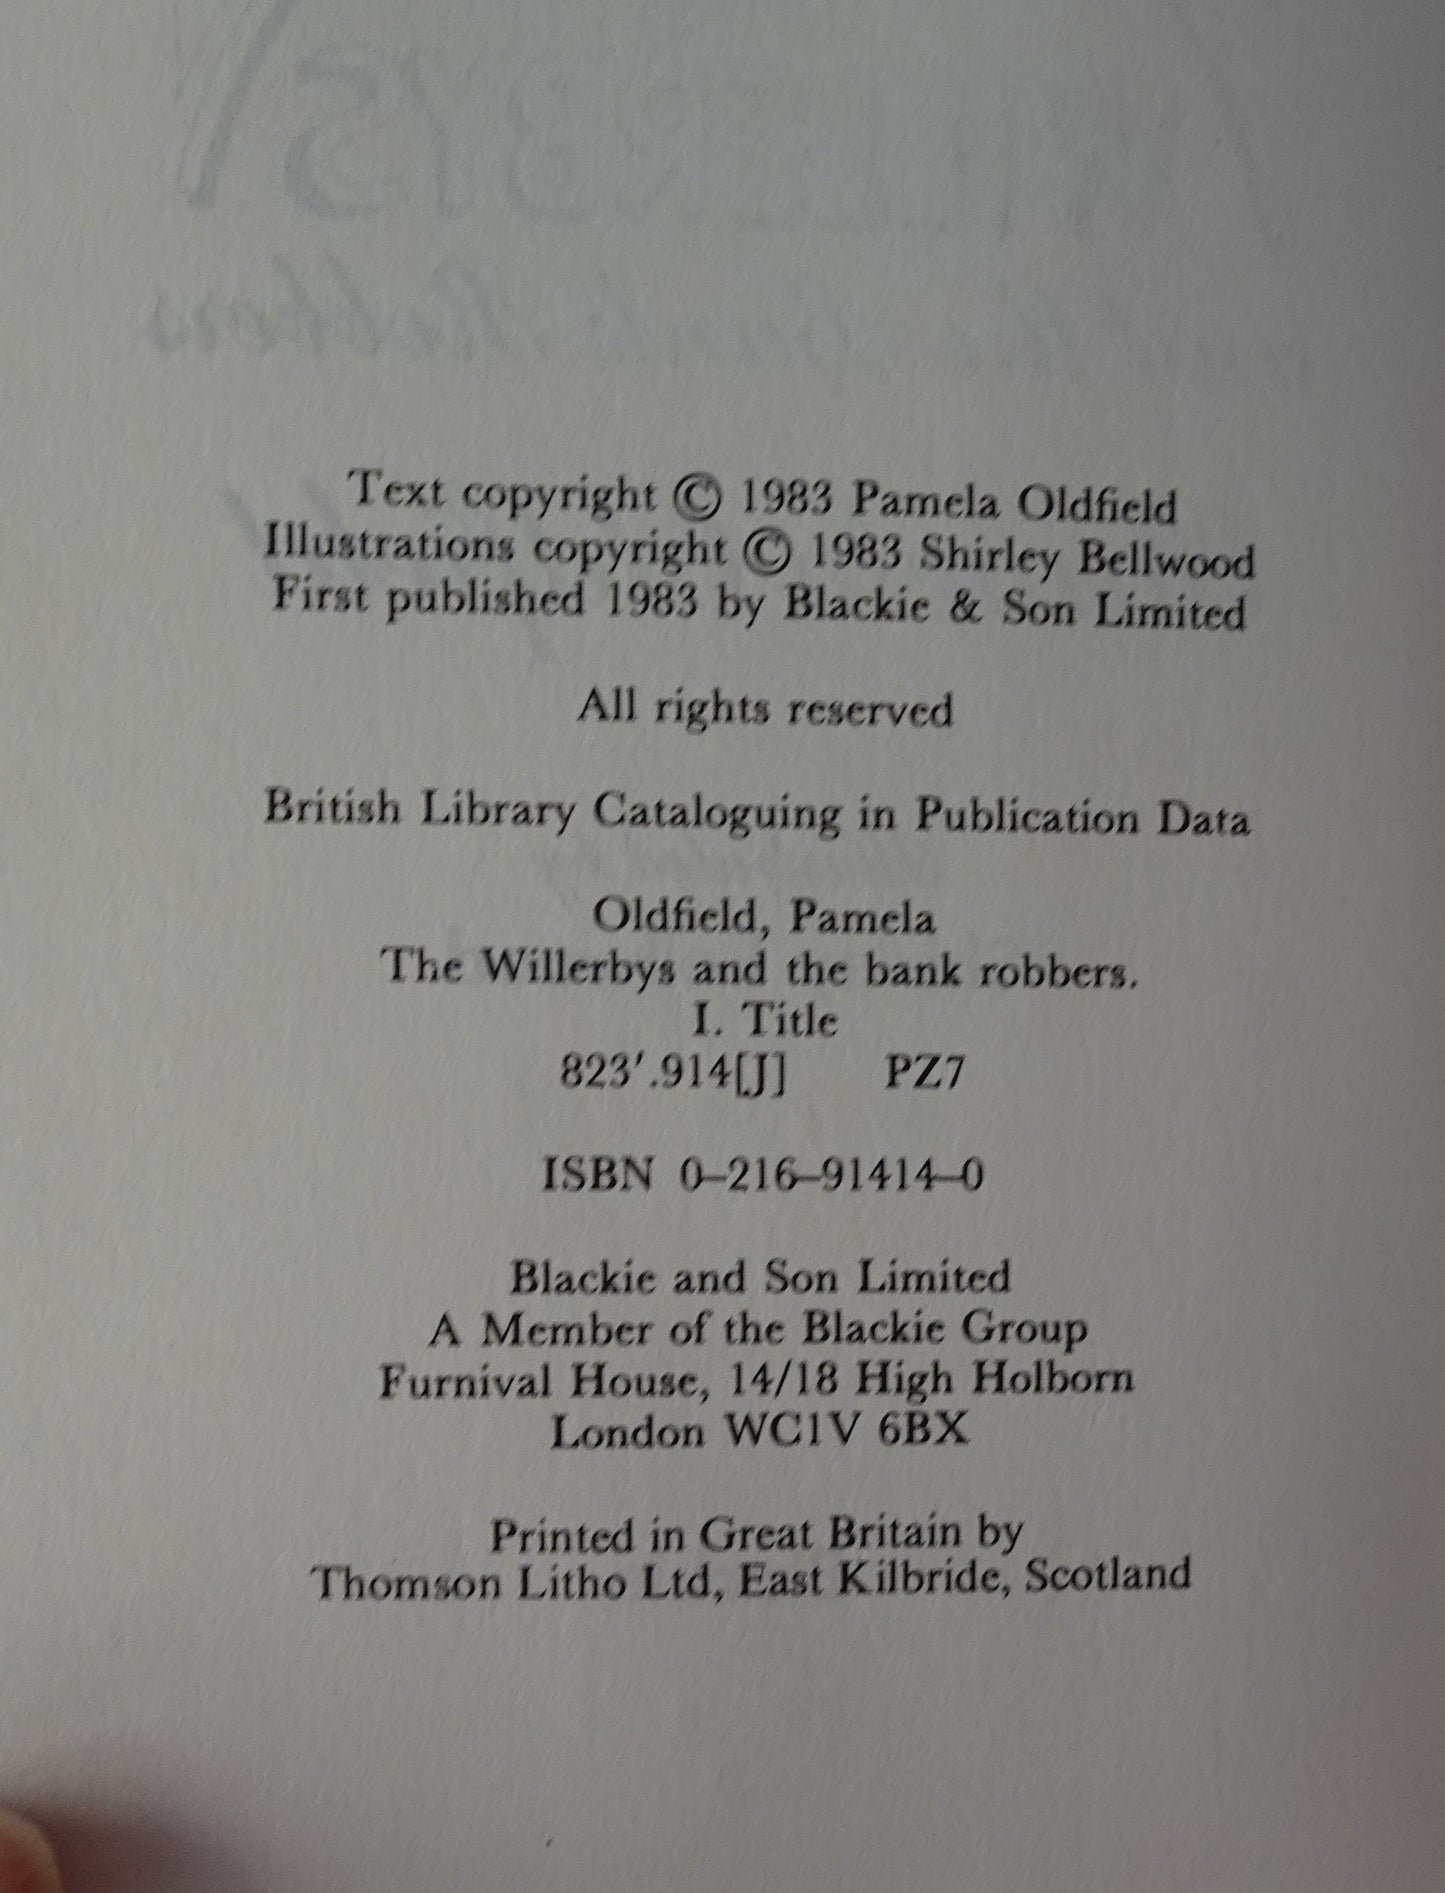 Text copyright © 1983 Pamela Oldfield
Illustrations copyright © 1983 Shirley Bellwood
First published 1983 by Blackie & Son Limited
All rights reserved
British Library Cataloguing in Publication Data
Oldfield, Pamela
The Willerbys and the bank robbers.
I. Title
823'.914[J] PZ7
ISBN 0–216–91414–0
Blackie and Son Limited
A Member of the Blackie Group
Furnival House, 14/18 High Holborn
London WC1V 6BX
Printed in Great Britain by
Thomson Litho Ltd, East Kilbride, Scotland